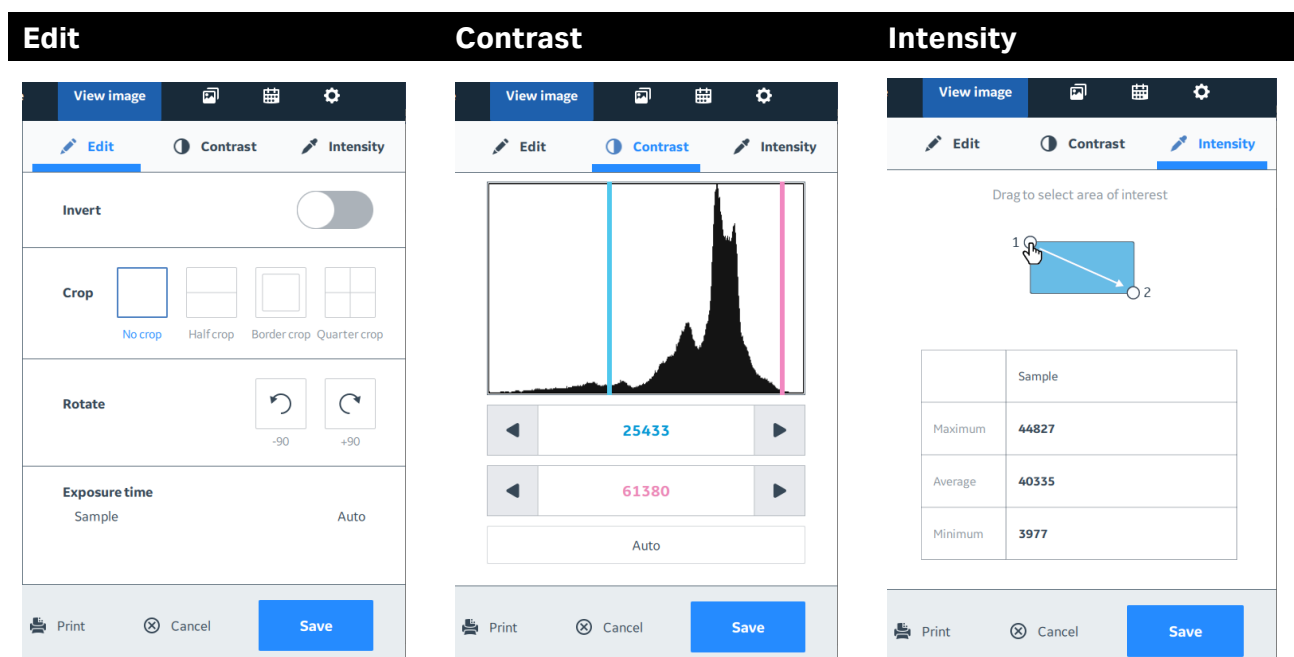 Edit
View image
Edit Contrast Intensity
Invert
Crop
No crop Half crop Border crop Quarter crop
Rotate
-90 +90
Exposure time
Sample Auto
Print Cancel Save
Contrast
View image
Edit Contrast Intensity
25433
61380
Auto
Print Cancel Save
Intensity
View image
Edit Contrast Intensity
Drag to select area of interest
1
2
Sample
Maximum 44827
Average 40335
Minimum 3977
Print Cancel Save